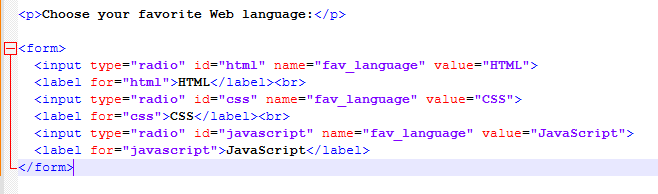 <p>Choose your favorite Web language:</p>
<form>
<input type="radio" id="html" name="fav_language" value="HTML">
<label for="html">HTML</label><br>
<input type="radio" id="css" name="fav_language" value="CSS">
<label for="css">CSS</label><br>
<input type="radio" id="javascript" name="fav_language" value="JavaScript">
<label for="javascript">JavaScript</label>
</form>